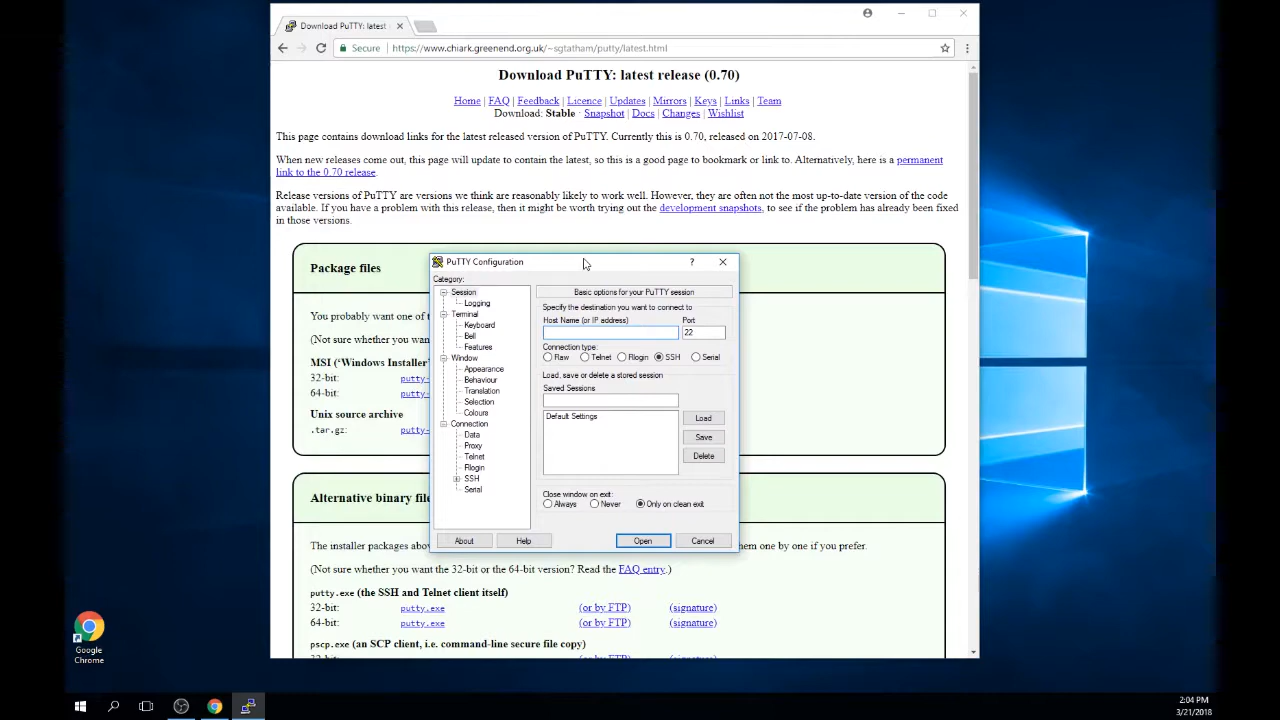 Download PuTTY: latest
Secure https://www.chiark.greenend.org.uk/~sgtatham/putty/latest.html
Download PuTTY: latest release (0.70)
Home | FAQ | Feedback | Licence | Updates | Mirrors | Keys | Links | Team
Download: Stable · Snapshot | Docs | Changes | Wishlist
This page contains download links for the latest released version of PuTTY. Currently this is 0.70, released on 2017-07-08.
When new releases come out, this page will update to contain the latest, so this is a good page to bookmark or link to. Alternatively, here is a permanent
link to the 0.70 release.
Release versions of PuTTY are versions we think are reasonably likely to work well. However, they are often not the most up-to-date version of the code
available. If you have a problem with this release, then it might be worth trying out the development snapshots, to see if the problem has already been fixed
in those versions.
Package files
You probably want one of t
(Not sure whether you want
MSI (‘Windows Installer’
32-bit: putty-
64-bit: putty-
Unix source archive
.tar.gz: putty-
PuTTY Configuration
?
Category:
Session
Logging
Terminal
Keyboard
Bell
Features
Window
Appearance
Behaviour
Translation
Selection
Colours
Connection
Data
Proxy
Telnet
Rlogin
SSH
Serial
Basic options for your PuTTY session
Specify the destination you want to connect to
Host Name (or IP address) Port
22
Connection type:
Raw Telnet Rlogin SSH Serial
Load, save or delete a stored session
Saved Sessions
Default Settings
Load
Save
Delete
Close window on exit:
Always Never Only on clean exit
About Help Open Cancel
Alternative binary file
The installer packages abov
hem one by one if you prefer.
(Not sure whether you want the 32-bit or the 64-bit version? Read the FAQ entry.)
putty.exe (the SSH and Telnet client itself)
32-bit: putty.exe (or by FTP) (signature)
64-bit: putty.exe (or by FTP) (signature)
pscp.exe (an SCP client, i.e. command-line secure file copy)
Google
Chrome
2:04 PM
3/21/2018